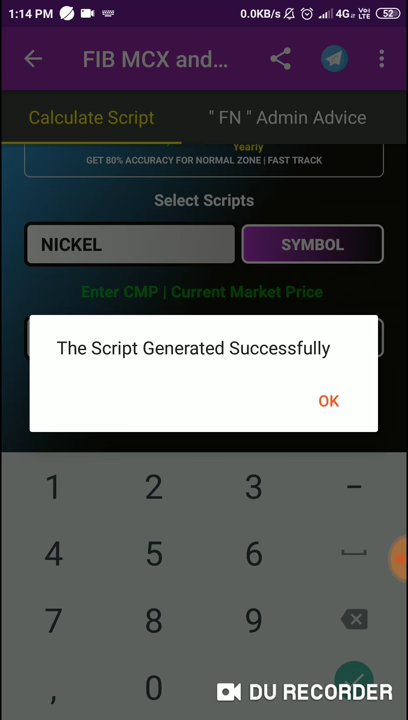 1:14 PM 0.0KB/s 4G VoLTE 52
FIB MCX and...
Calculate Script " FN " Admin Advice
Yearly
GET 80% ACCURACY FOR NORMAL ZONE | FAST TRACK
Select Scripts
NICKEL SYMBOL
Enter CMP | Current Market Price
The Script Generated Successfully
OK
1 2 3 –
4 5 6
7 8 9
, 0
DU RECORDER